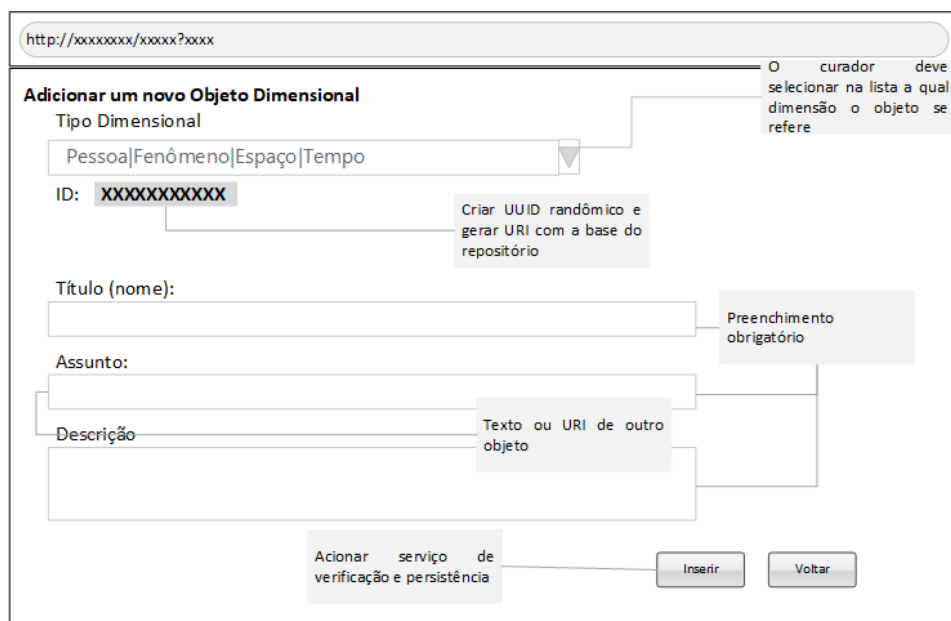 http://xxxxxxxx/xxxxx?xxxx
O curador deve
selecionar na lista a qual
dimensão o objeto se
refere
Adicionar um novo Objeto Dimensional
Tipo Dimensional
Pessoa|Fenômeno|Espaço|Tempo
ID: XXXXXXXXXXX
Criar UUID randômico e
gerar URI com a base do
repositório
Título (nome):
Preenchimento
obrigatório
Assunto:
Texto ou URI de outro
objeto
Descrição
Acionar serviço de
verificação e persistência
Inserir
Voltar